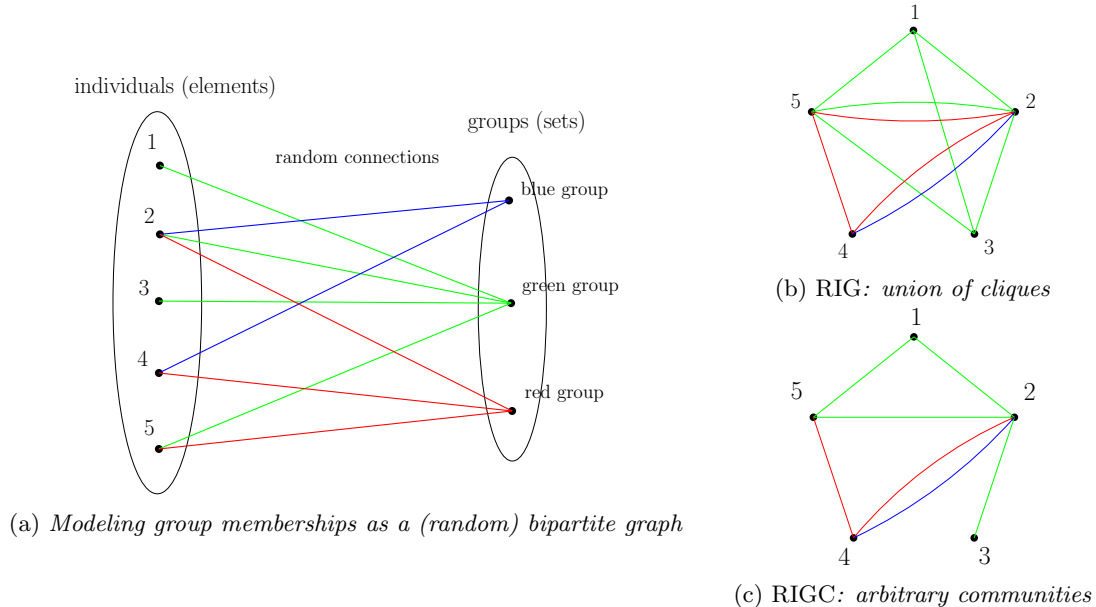 individuals (elements)
groups (sets)
random connections
1
2
3
4
5
blue group
green group
red group
(a) Modeling group memberships as a (random) bipartite graph
1
5
2
4
3
(b) RIG: union of cliques
1
5
2
4
3
(c) RIGC: arbitrary communities